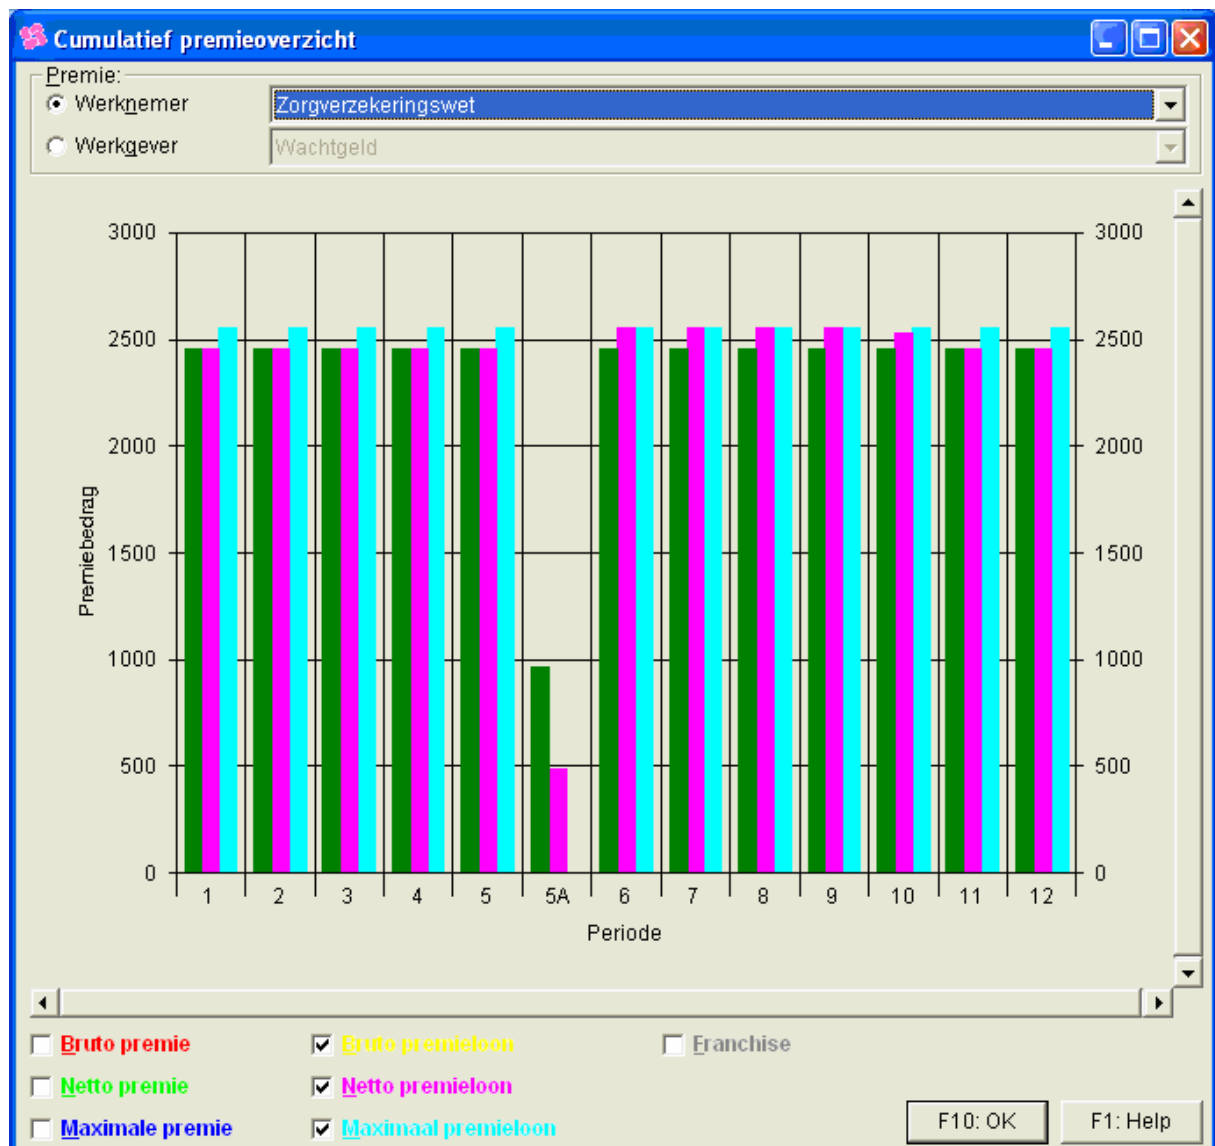 Cumulatief premieoverzicht
Premie:
Werknemer
Zorgverzekeringswet
Werkgever
Wachtgeld
3000 3000
2500 2500
2000 2000
1500 1500
1000 1000
500 500
0 0
Premiebedrag
1 2 3 4 5 5A 6 7 8 9 10 11 12
Periode
Bruto premie Bruto premieloon Franchise
Netto premie Netto premieloon
Maximale premie Maximaal premieloon
F10: OK F1: Help